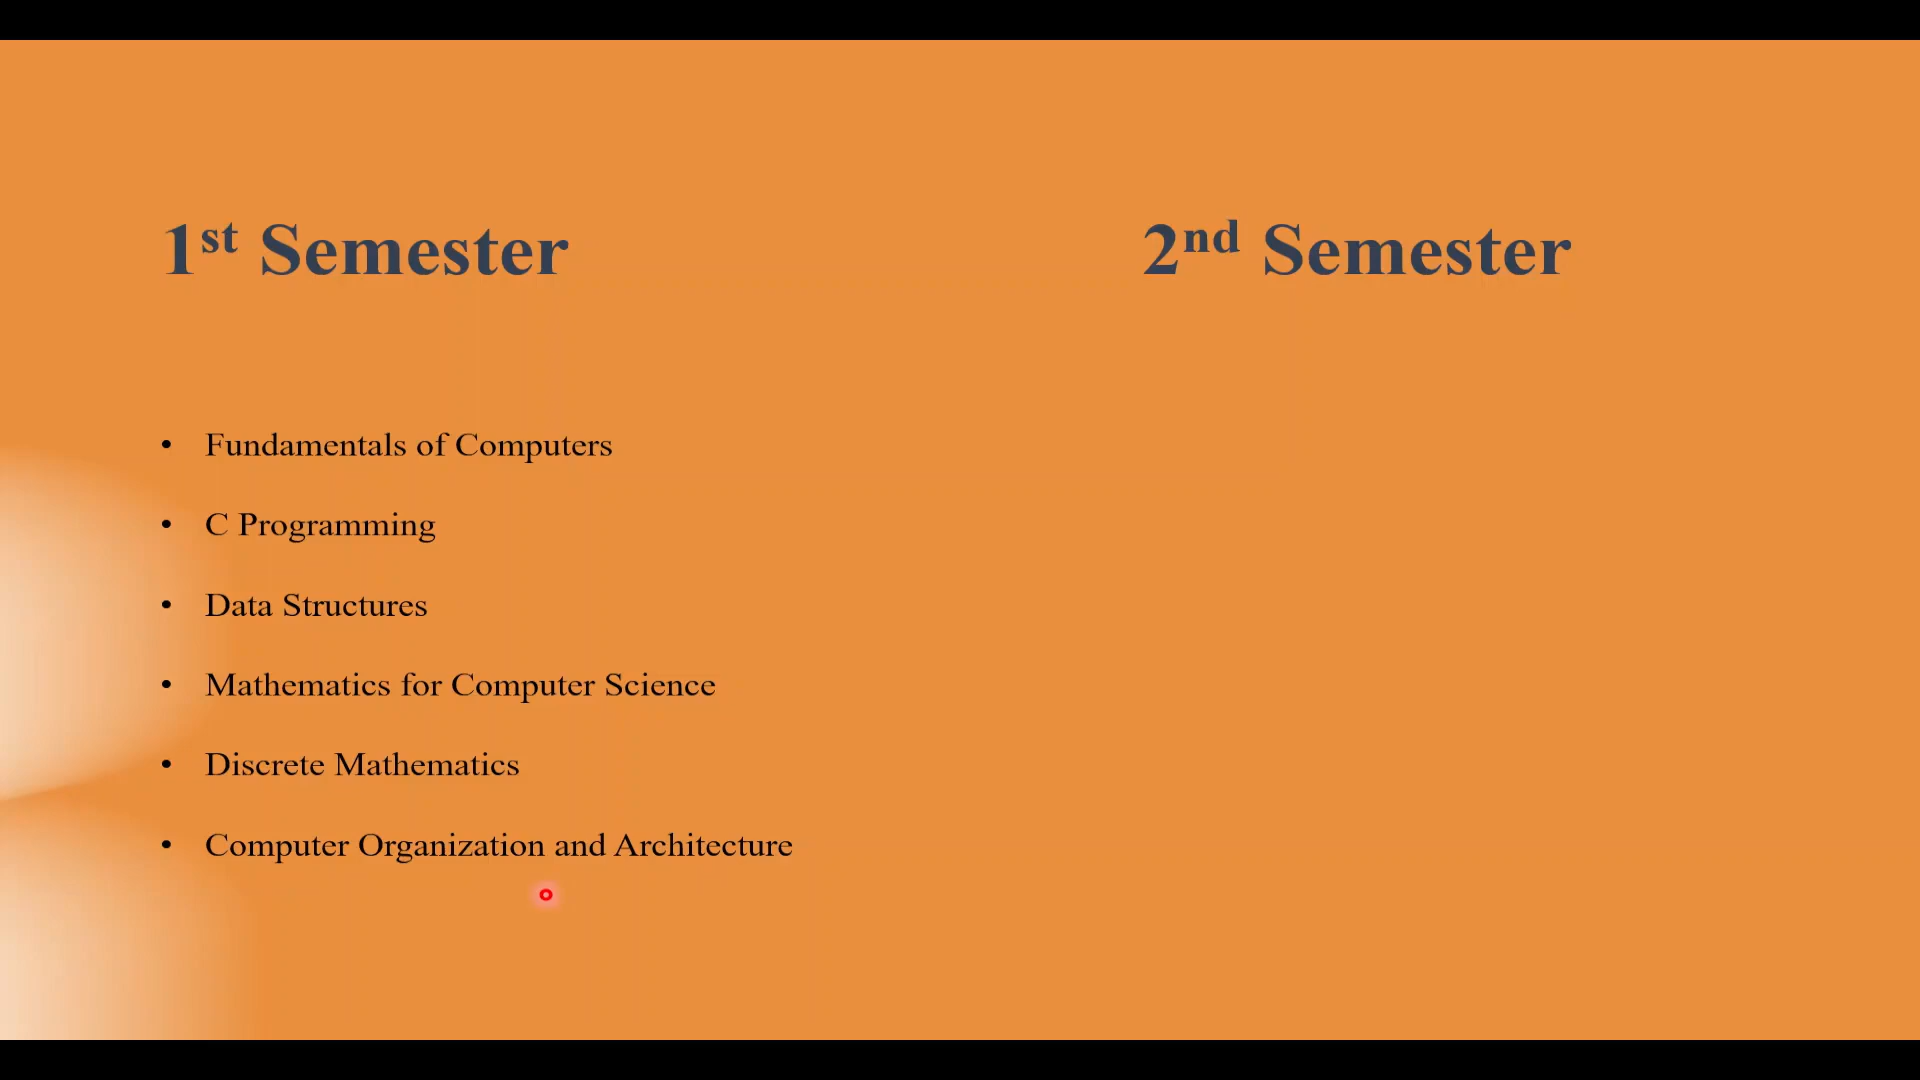 1st Semester
2nd Semester
• Fundamentals of Computers
• C Programming
• Data Structures
• Mathematics for Computer Science
• Discrete Mathematics
• Computer Organization and Architecture